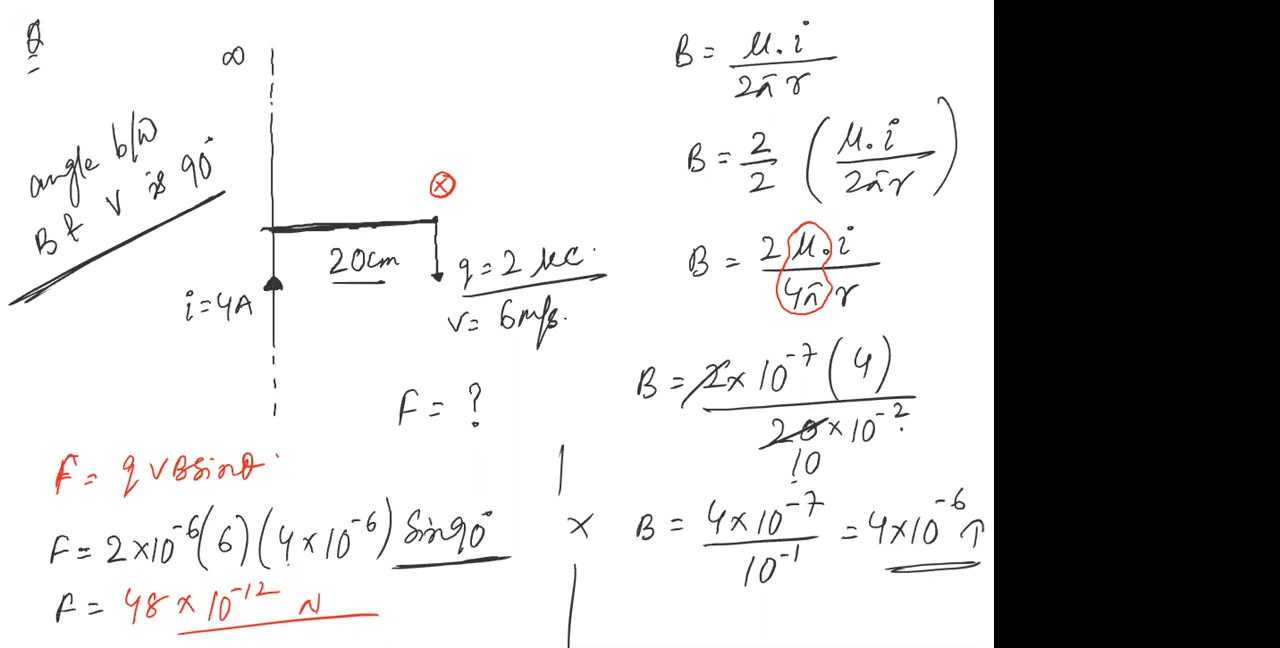 Q
∞
angle b/w
B & v is 90°
⊗
20cm
i=4A
q = 2 μC.
v= 6m/s.
F = ?
F = qvBsinθ.
F = 2×10⁻⁶(6)(4×10⁻⁶) Sin90°
F = 48 × 10⁻¹² N
B = μ₀i / 2πr
B = 2/2 (μ₀i / 2πr)
B = 2μ₀i / 4πr
B = 2×10⁻⁷(4) / 20×10⁻²
10
×
B = 4×10⁻⁷ / 10⁻¹ = 4×10⁻⁶ T